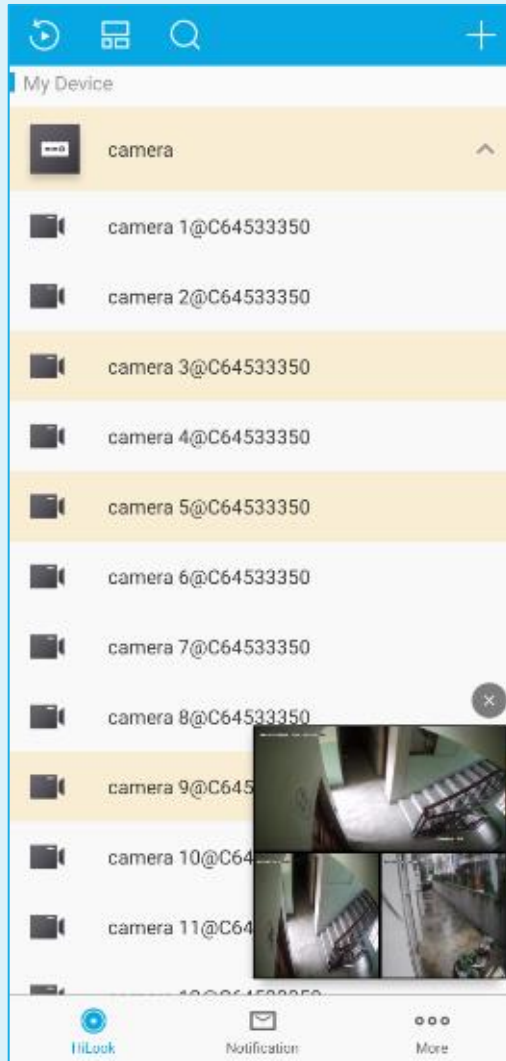 My Device
camera
camera 1@C64533350
camera 2@C64533350
camera 3@C64533350
camera 4@C64533350
camera 5@C64533350
camera 6@C64533350
camera 7@C64533350
camera 8@C64533350
camera 9@C645
camera 10@C64
camera 11@C64
HiLook
Notification
More